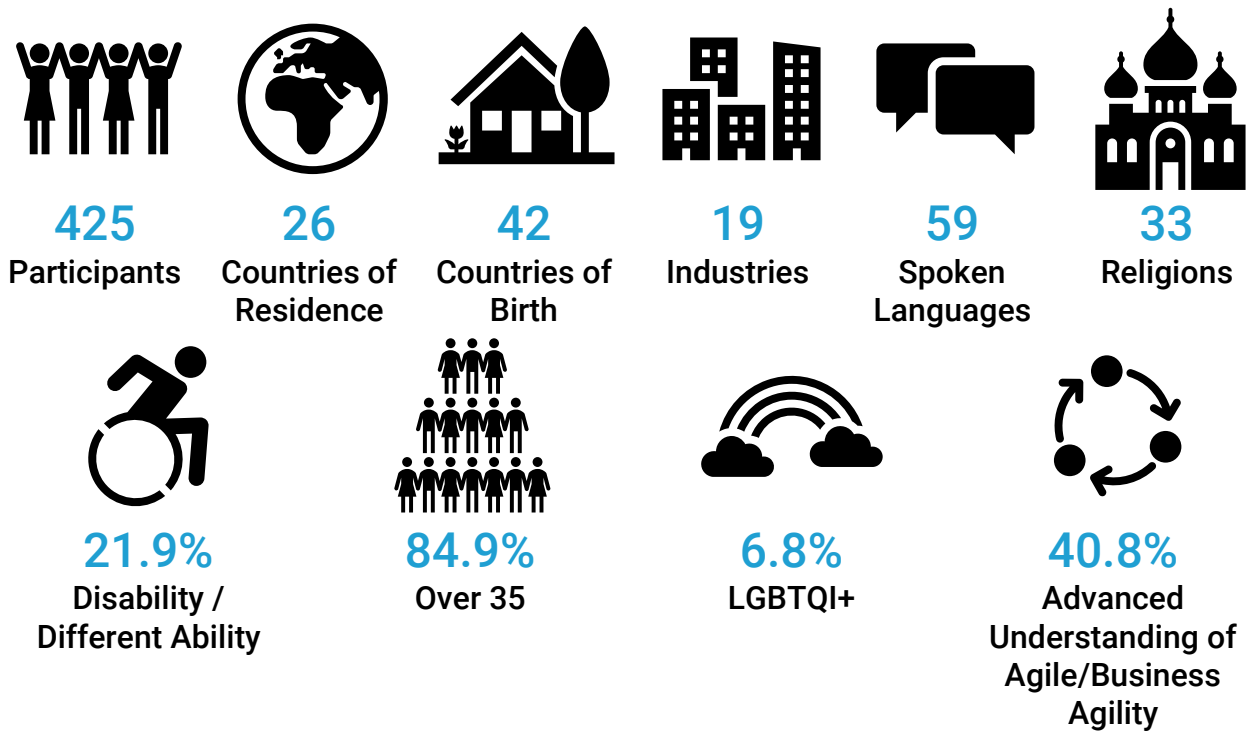 425
Participants
26
Countries of
Residence
42
Countries of
Birth
19
Industries
59
Spoken
Languages
33
Religions
21.9%
Disability /
Different Ability
84.9%
Over 35
6.8%
LGBTQI+
40.8%
Advanced
Understanding of
Agile/Business
Agility